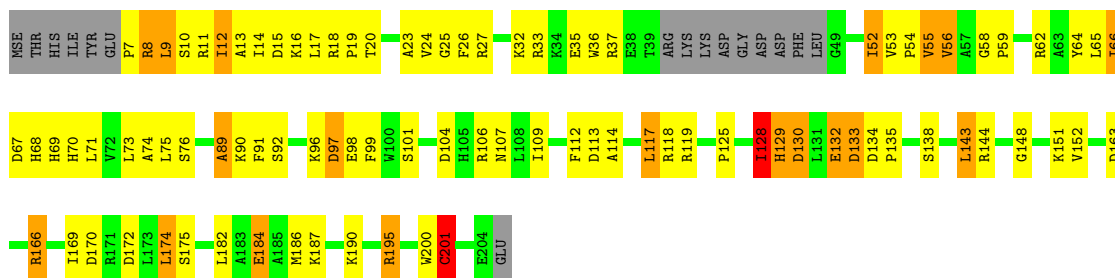 MSE THR HIS ILE TYR GLU P7 R8 L9 S10 R11 I12 A13 I14 D15 K16 L17 R18 P19 T20 A23 V24 G25 F26 R27 K32 R33 K34 E35 W36 R37 E38 T39 ARG LYS LYS ASP GLY ASP ASP PHE LEU G49 I52 V53 P54 V55 V56 A57 G58 P59 R62 A63 Y64 L65 I66
D67 H68 H69 H70 L71 V72 L73 A74 L75 S76 A89 K90 F91 S92 K96 D97 E98 F99 W100 S101 D104 H105 R106 N107 L108 I109 F112 D113 A114 L117 R118 R119 P125 I128 H129 D130 L131 E132 D133 D134 P135 S138 L143 R144 G148 K151 V152 D163
R166 I169 D170 R171 D172 L173 L174 S175 L182 A183 E184 A185 M186 K187 K190 R195 W200 C201 E204 GLU